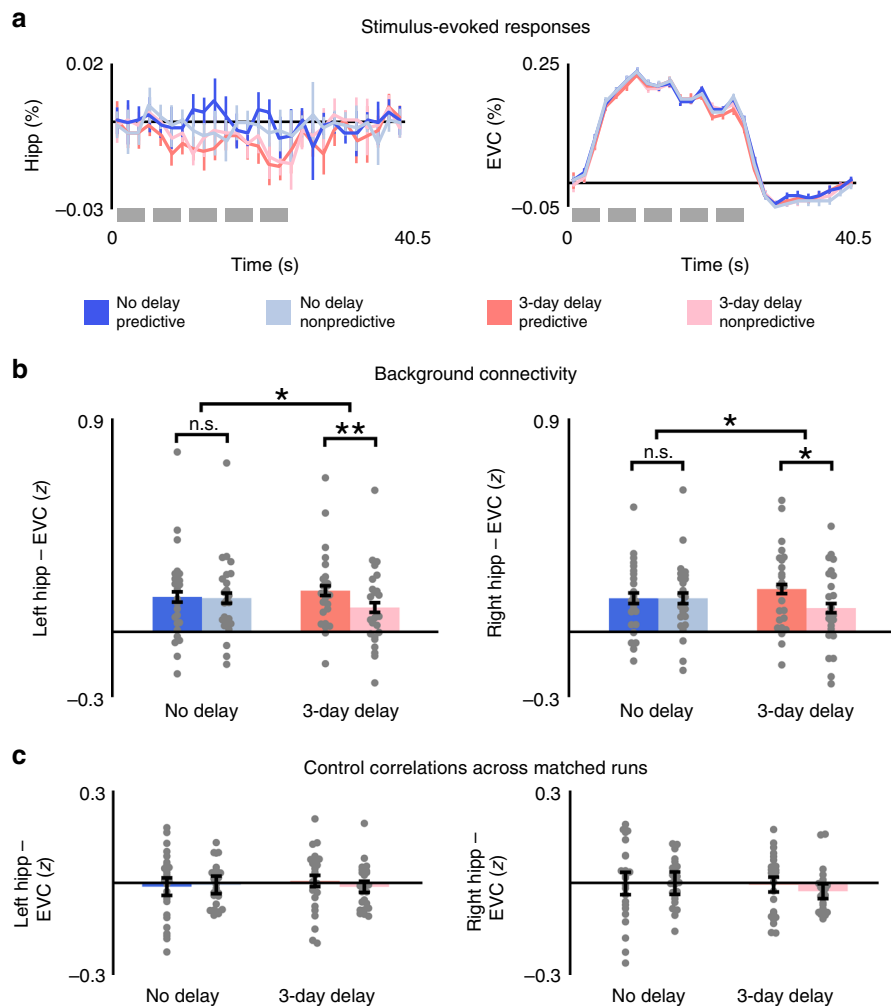 a
Stimulus-evoked responses
0.02
Hipp (%)
–0.03
0
40.5
Time (s)
0.25
EVC (%)
–0.05
0
40.5
Time (s)
No delay
predictive
No delay
nonpredictive
3-day delay
predictive
3-day delay
nonpredictive
b
Background connectivity
0.9
Left hipp – EVC (z)
–0.3
n.s.
*
**
No delay
3-day delay
0.9
Right hipp – EVC (z)
–0.3
n.s.
*
*
No delay
3-day delay
c
Control correlations across matched runs
0.3
Left hipp –
EVC (z)
–0.3
No delay
3-day delay
0.3
Right hipp –
EVC (z)
–0.3
No delay
3-day delay